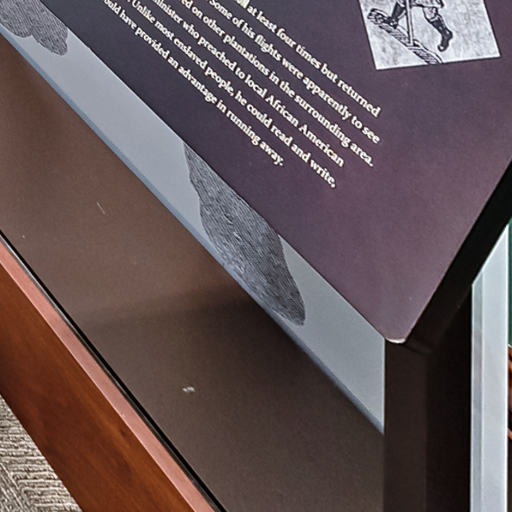 at least four times but returned
Some of his flights were apparently to see
ed on other plantations in the surrounding area.
minister who preached to local African American
Unlike most enslaved people, he could read and write,
ould have provided an advantage in running away.